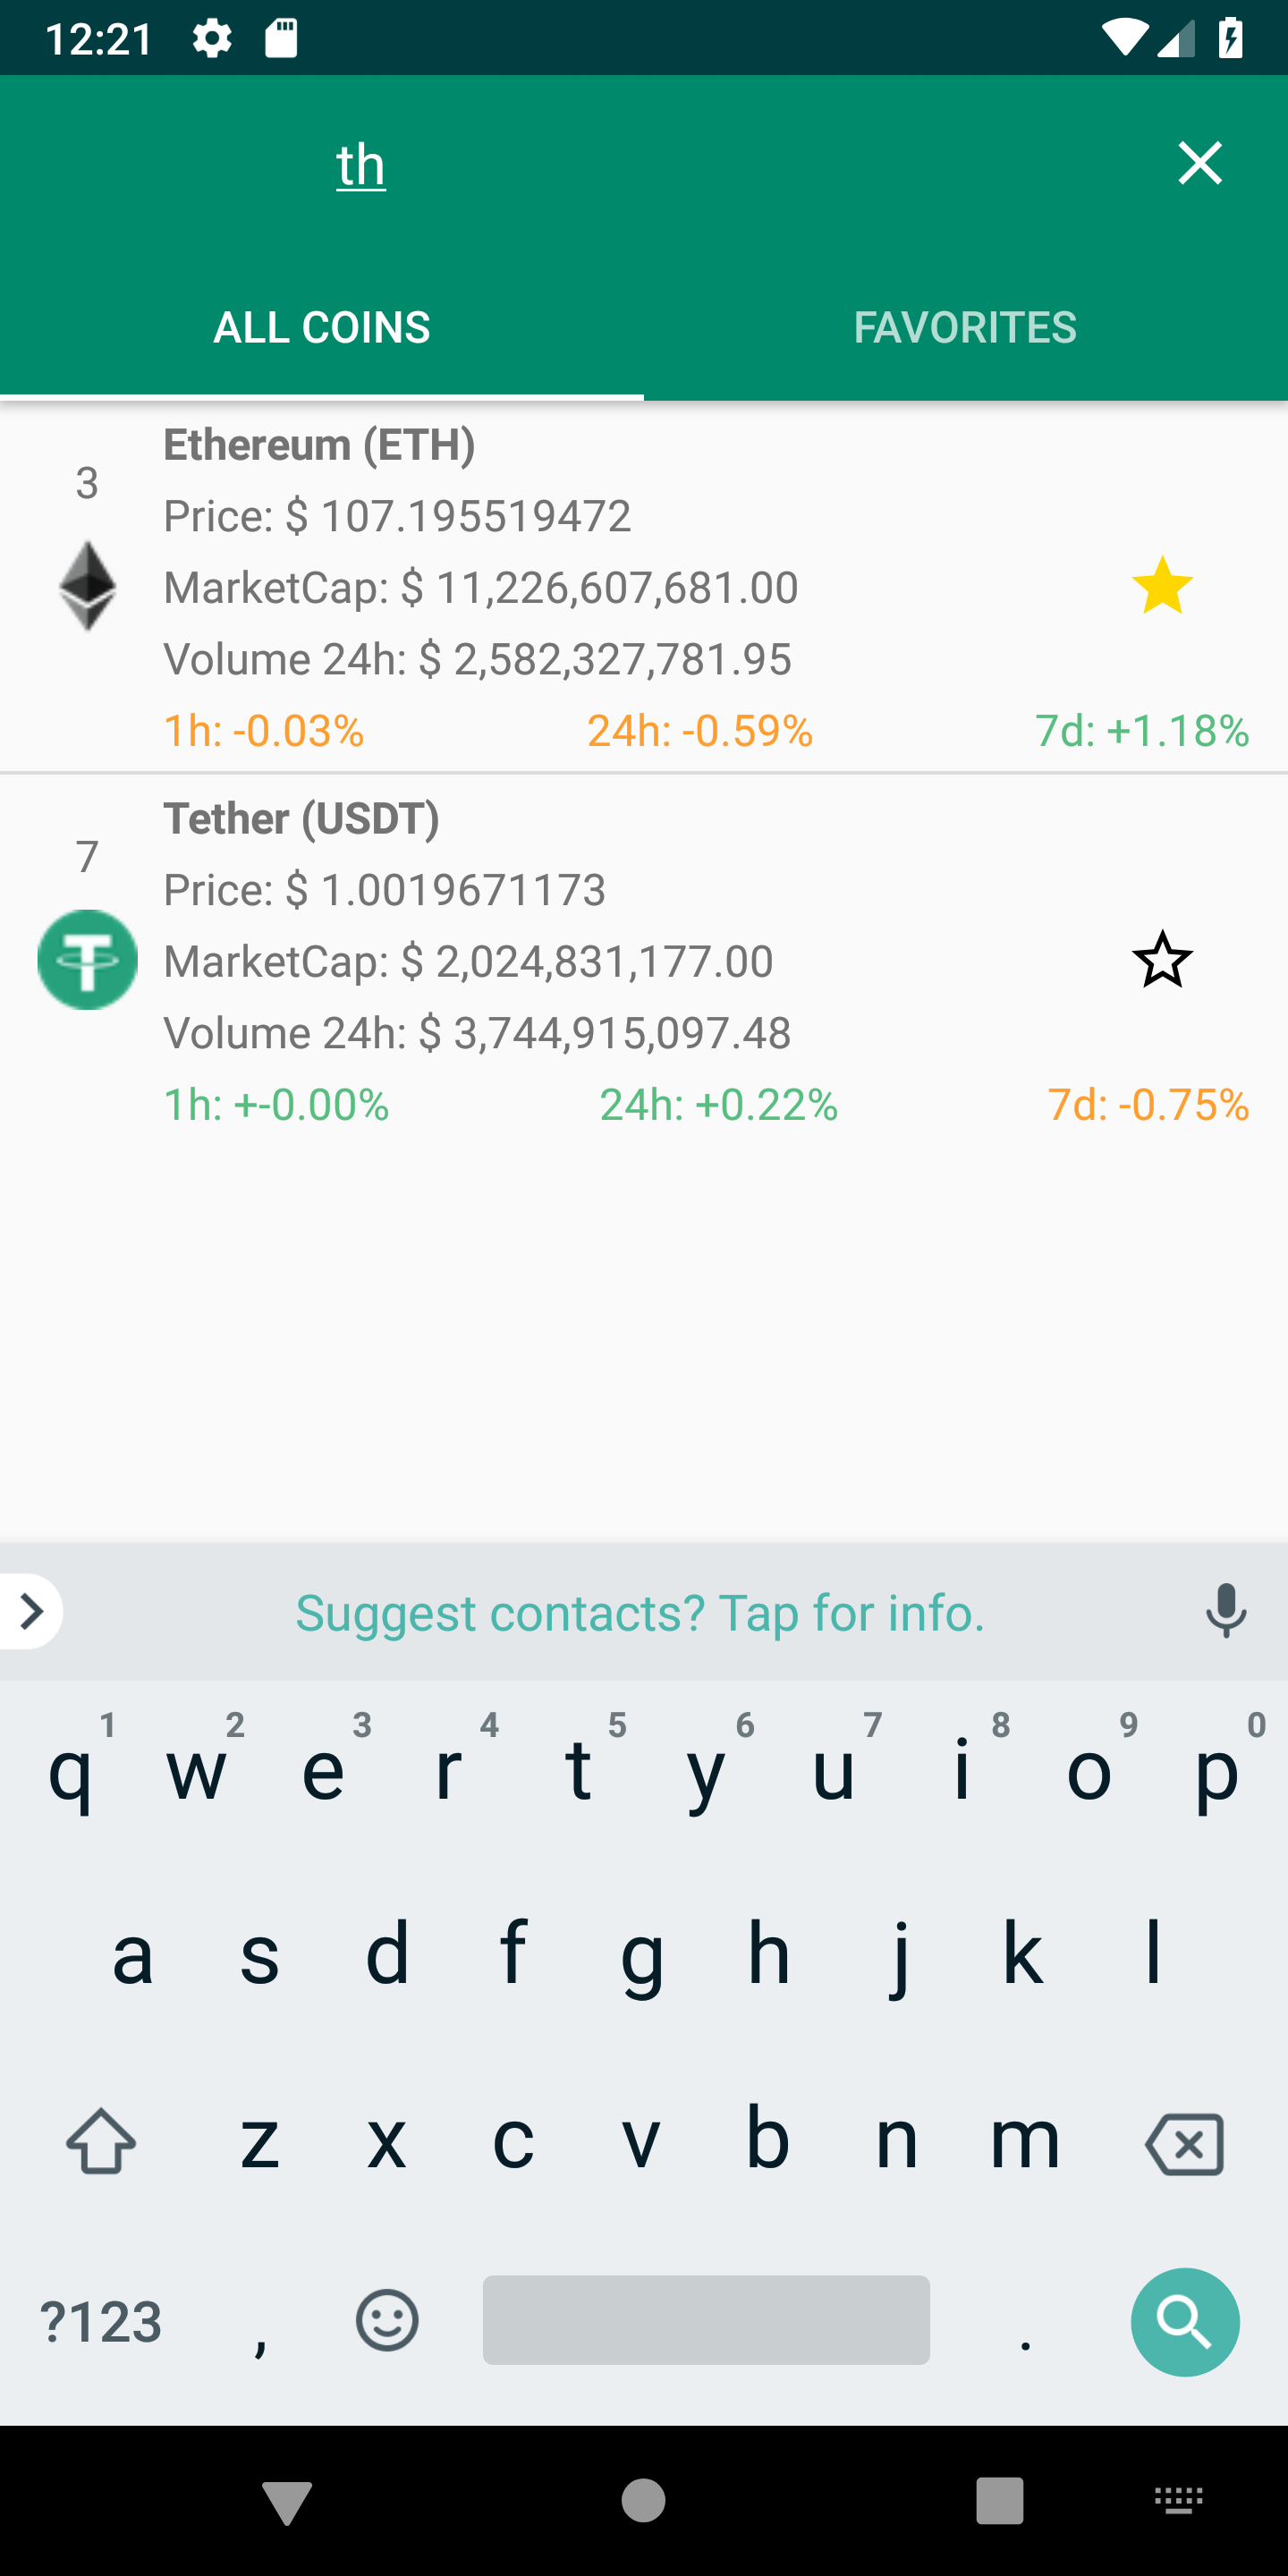 12:21
th
ALL COINS FAVORITES
3
Ethereum (ETH)
Price: $ 107.195519472
MarketCap: $ 11,226,607,681.00
Volume 24h: $ 2,582,327,781.95
1h: -0.03% 24h: -0.59% 7d: +1.18%
7
Tether (USDT)
Price: $ 1.0019671173
MarketCap: $ 2,024,831,177.00
Volume 24h: $ 3,744,915,097.48
1h: +-0.00% 24h: +0.22% 7d: -0.75%
Suggest contacts? Tap for info.
1 2 3 4 5 6 7 8 9 0
q w e r t y u i o p
a s d f g h j k l
z x c v b n m
?123 , .